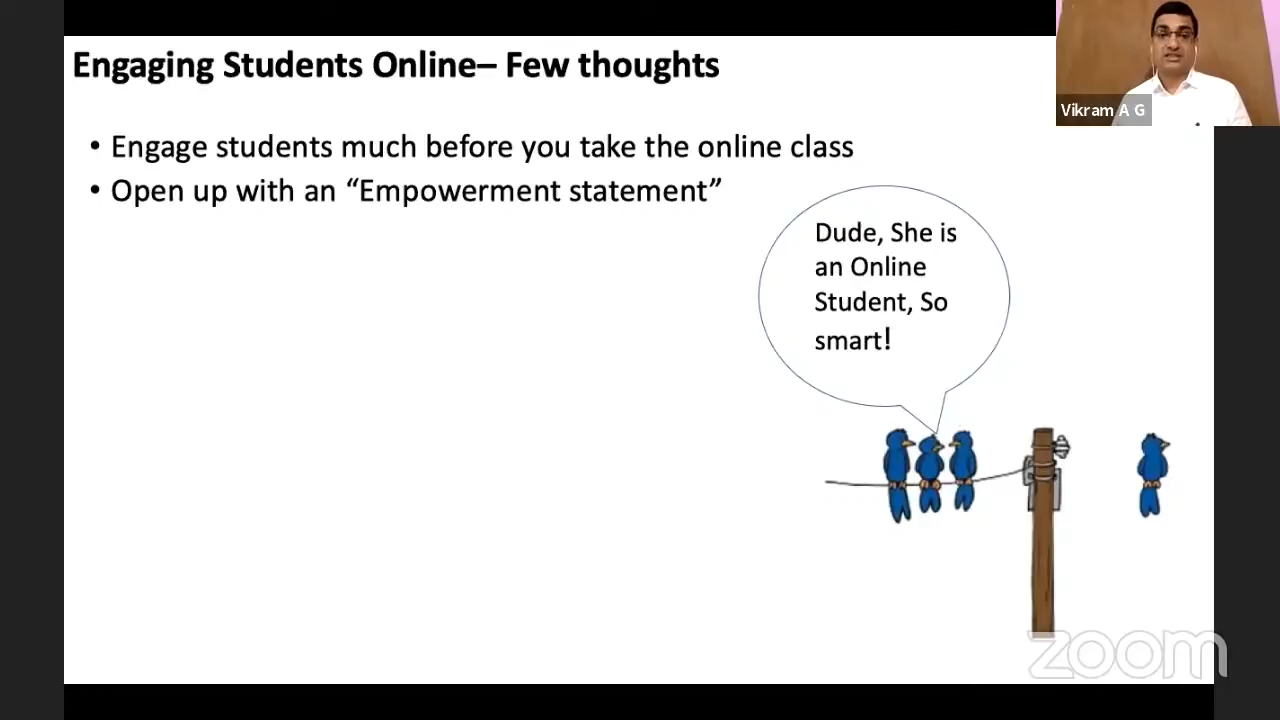 Engaging Students Online– Few thoughts
Vikram A G
• Engage students much before you take the online class
• Open up with an “Empowerment statement”
Dude, She is
an Online
Student, So
smart!
zoom